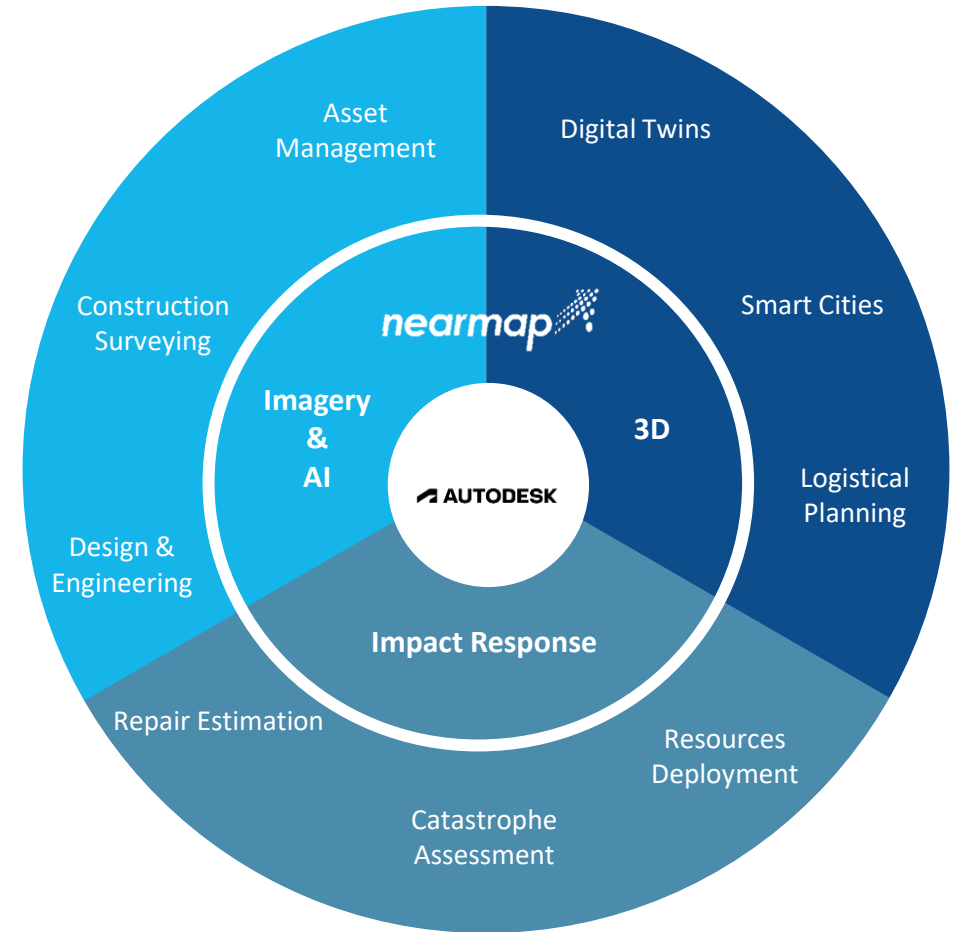 Asset
Management
Digital Twins
Construction
Surveying
Smart Cities
nearmap
Imagery
&
AI
3D
Logistical
Planning
AUTODESK
Design &
Engineering
Impact Response
Repair Estimation
Resources
Deployment
Catastrophe
Assessment